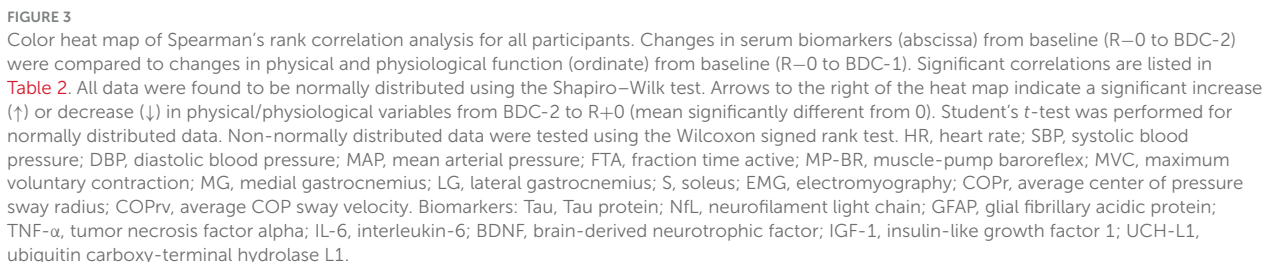 FIGURE 3
Color heat map of Spearman's rank correlation analysis for all participants. Changes in serum biomarkers (abscissa) from baseline (R−0 to BDC-2)
were compared to changes in physical and physiological function (ordinate) from baseline (R−0 to BDC-1). Significant correlations are listed in
Table 2. All data were found to be normally distributed using the Shapiro–Wilk test. Arrows to the right of the heat map indicate a significant increase
(↑) or decrease (↓) in physical/physiological variables from BDC-2 to R+0 (mean significantly different from 0). Student's t-test was performed for
normally distributed data. Non-normally distributed data were tested using the Wilcoxon signed rank test. HR, heart rate; SBP, systolic blood
pressure; DBP, diastolic blood pressure; MAP, mean arterial pressure; FTA, fraction time active; MP-BR, muscle-pump baroreflex; MVC, maximum
voluntary contraction; MG, medial gastrocnemius; LG, lateral gastrocnemius; S, soleus; EMG, electromyography; COPr, average center of pressure
sway radius; COPrv, average COP sway velocity. Biomarkers: Tau, Tau protein; NfL, neurofilament light chain; GFAP, glial fibrillary acidic protein;
TNF-α, tumor necrosis factor alpha; IL-6, interleukin-6; BDNF, brain-derived neurotrophic factor; IGF-1, insulin-like growth factor 1; UCH-L1,
ubiquitin carboxy-terminal hydrolase L1.